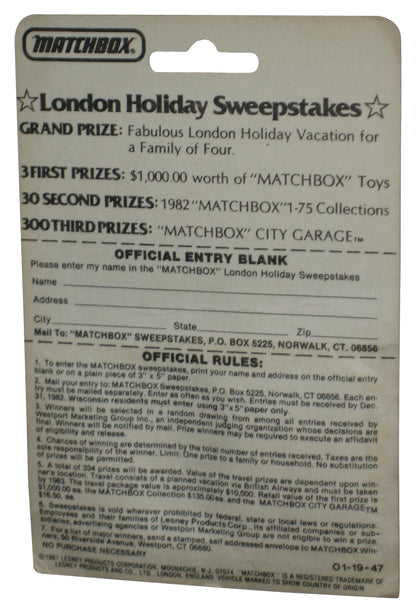 MATCHBOX®
☆London Holiday Sweepstakes☆
GRAND PRIZE: Fabulous London Holiday Vacation for
a Family of Four.
3 FIRST PRIZES: $1,000.00 worth of "MATCHBOX" Toys
30 SECOND PRIZES: 1982 "MATCHBOX" 1-75 Collections
300 THIRD PRIZES: "MATCHBOX" CITY GARAGE™
OFFICIAL ENTRY BLANK
Please enter my name in the "MATCHBOX" London Holiday Sweepstakes
Name
Address
City State Zip
Mail To: "MATCHBOX" SWEEPSTAKES, P.O. BOX 5225, NORWALK, CT. 06856
OFFICIAL RULES:
1. To enter the MATCHBOX sweepstakes, print your name and address on the official entry
blank or on a plain piece of 3" x 5" paper.
2. Mail your entry to: MATCHBOX Sweepstakes, P.O. Box 5225, Norwalk, CT. 06856. Each en-
try must be mailed separately. Enter as often as you wish. Entries must be received by Dec.
31, 1982. Wisconsin residents must enter using 3" x 5" paper only.
3. Winners will be selected in a random drawing from among all entries received by
Westport Marketing Group Inc., an independent judging organization whose decisions are
final. Winners will be notified by mail. Prize winners may be required to execute an affidavit
of eligibility and release.
4. Chances of winning are determined by the total number of entries received. Taxes are the
sole responsibility of the winner. Limit: One prize to a family or household. No substitution
of prizes will be permitted.
5. A total of 334 prizes will be awarded. Value of the travel prizes are dependent upon win-
ner's location. Travel consists of a planned vacation via British Airways and must be taken
by 1983. The travel package value is approximately $10,000. Retail value of the first prize is
$1,000.00 ea. the MATCHBOX Collection $135.00 ea. and the MATCHBOX CITY GARAGE™
$16.50 ea.
6. Sweepstakes is void wherever prohibited by federal, state or local laws or regulations.
Employees and their families of Lesney Products Corp., its affiliate companies or sub-
sidiaries, advertising agencies or Westport Marketing Group are not eligible to win a prize.
7. For a list of major winners, send a stamped, self addressed envelope to MATCHBOX Win-
ners, 50 Riverside Avenue, Westport, CT. 06880.
NO PURCHASE NECESSARY
O1-19-47
©1981 LESNEY PRODUCTS CORPORATION, MOONACHIE, N.J. 07074 "MATCHBOX" IS A REGISTERED TRADEMARK OF
LESNEY PRODUCTS AND CO., LTD., LONDON, ENGLAND VEHICLE MARKED TO SHOW COUNTRY OF ORIGIN